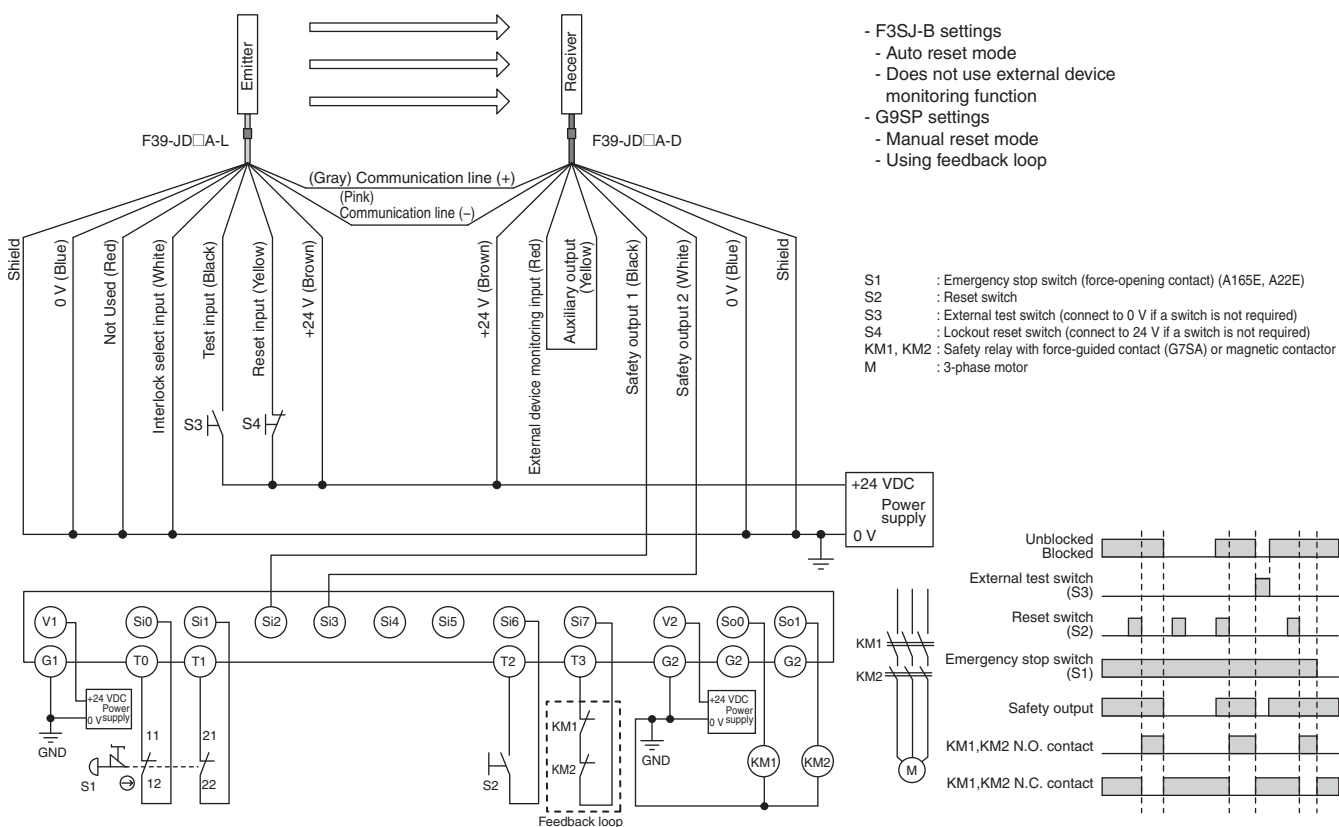 Emitter
Receiver
F39-JD□A-L
F39-JD□A-D
(Gray) Communication line (+)
(Pink)
Communication line (−)
- F3SJ-B settings
- Auto reset mode
- Does not use external device
monitoring function
- G9SP settings
- Manual reset mode
- Using feedback loop
Shield
0 V (Blue)
Not Used (Red)
Interlock select input (White)
Test input (Black)
Reset input (Yellow)
+24 V (Brown)
+24 V (Brown)
External device monitoring input (Red)
Auxiliary output
(Yellow)
Safety output 1 (Black)
Safety output 2 (White)
0 V (Blue)
Shield
S3
S4
S1 : Emergency stop switch (force-opening contact) (A165E, A22E)
S2 : Reset switch
S3 : External test switch (connect to 0 V if a switch is not required)
S4 : Lockout reset switch (connect to 24 V if a switch is not required)
KM1, KM2 : Safety relay with force-guided contact (G7SA) or magnetic contactor
M : 3-phase motor
+24 VDC
Power
supply
0 V
V1
Si0
Si1
Si2
Si3
Si4
Si5
Si6
Si7
V2
So0
So1
G1
T0
T1
T2
T3
G2
G2
G2
+24 VDC
Power
0 V supply
GND
11
21
12
22
S1
S2
KM1
KM2
Feedback loop
+24 VDC
Power
0 V supply
GND
KM1
KM2
KM1
KM2
M
Unblocked
Blocked
External test switch
(S3)
Reset switch
(S2)
Emergency stop switch
(S1)
Safety output
KM1,KM2 N.O. contact
KM1,KM2 N.C. contact